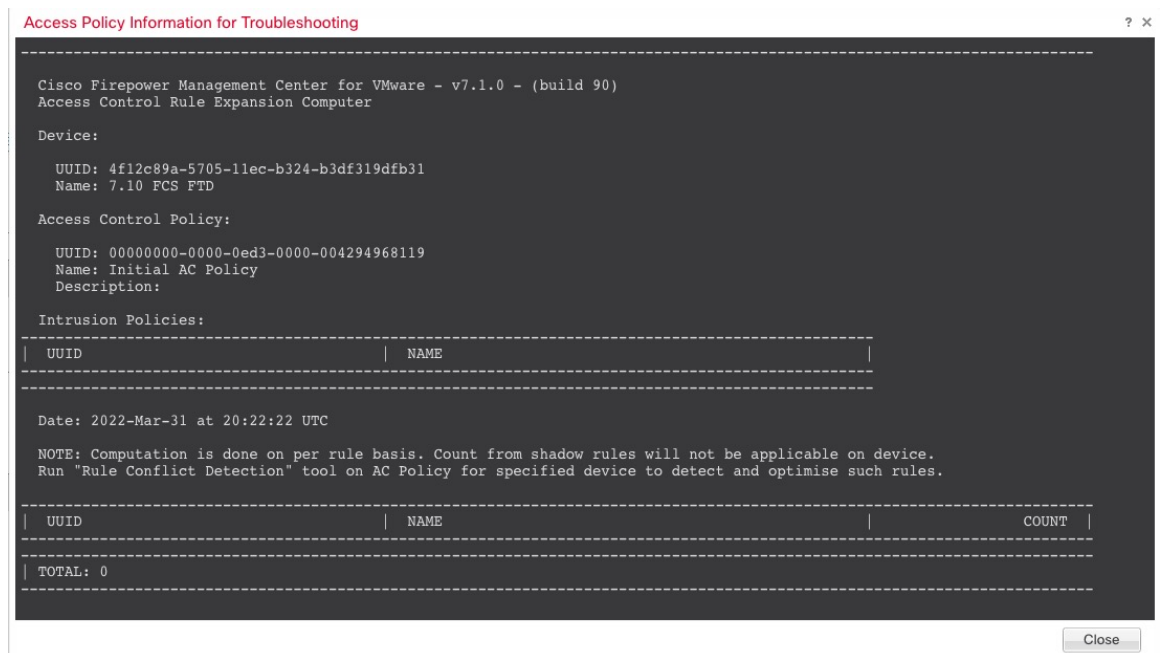 Access Policy Information for Troubleshooting ? ×
Cisco Firepower Management Center for VMware - v7.1.0 - (build 90)
Access Control Rule Expansion Computer
Device:
UUID: 4f12c89a-5705-11ec-b324-b3df319dfb31
Name: 7.10 FCS FTD
Access Control Policy:
UUID: 00000000-0000-0ed3-0000-004294968119
Name: Initial AC Policy
Description:
Intrusion Policies:
| UUID | NAME |
Date: 2022-Mar-31 at 20:22:22 UTC
NOTE: Computation is done on per rule basis. Count from shadow rules will not be applicable on device.
Run "Rule Conflict Detection" tool on AC Policy for specified device to detect and optimise such rules.
| UUID | NAME | COUNT |
| TOTAL: 0
Close